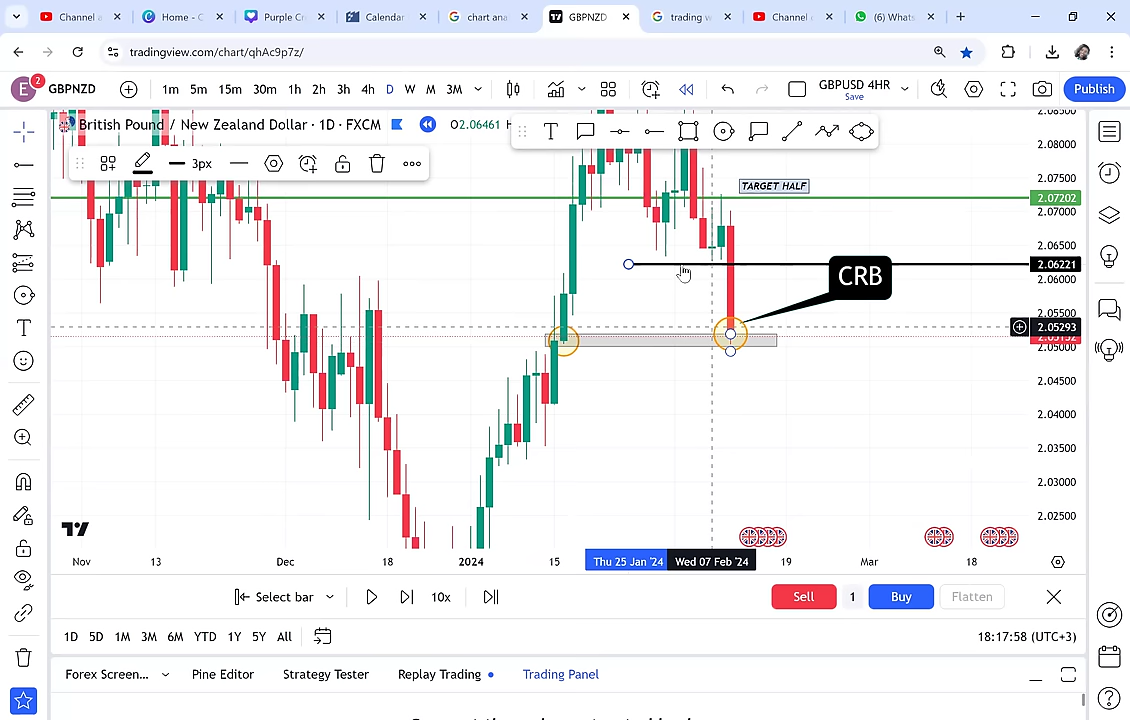 Channel a
Home - C
Purple Cr
Calendar
chart ana
GBPNZD
trading w
Channel
(6) Whats
tradingview.com/chart/qhAc9p7z/
E
2
GBPNZD
1m 5m 15m 30m 1h 2h 3h 4h D W M 3M
GBPUSD 4HR
Save
Publish
British Pound / New Zealand Dollar · 1D · FXCM
O2.06461
3px
T
TARGET HALF
CRB
2.08000
2.07500
2.07202
2.07000
2.06500
2.06221
2.06000
2.05500
2.05293
2.05000
2.04500
2.04000
2.03500
2.03000
2.02500
Nov 13 Dec 18 2024 15 Thu 25 Jan '24 Wed 07 Feb '24 19 Mar 18
Select bar
10x
Sell
1
Buy
Flatten
1D 5D 1M 3M 6M YTD 1Y 5Y All
18:17:58 (UTC+3)
Forex Screen...
Pine Editor
Strategy Tester
Replay Trading
Trading Panel